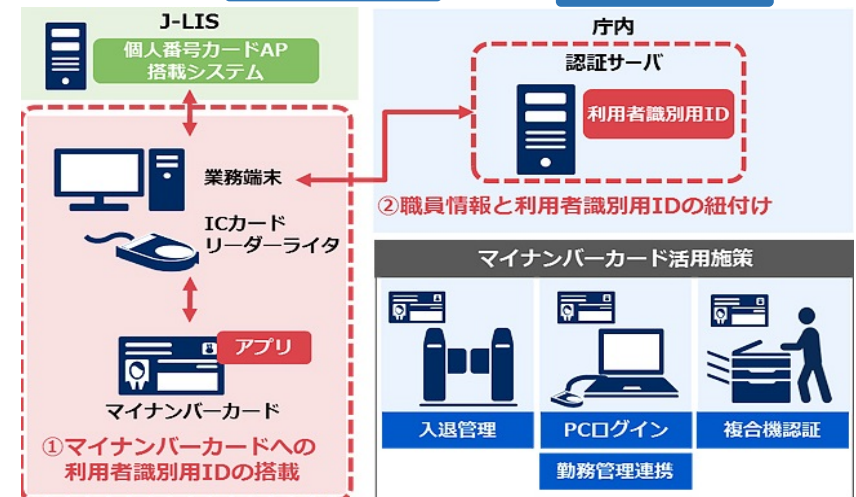 J-LIS
個人番号カードAP
搭載システム
業務端末
ICカード
リーダーライタ
アプリ
マイナンバーカード
①マイナンバーカードへの
利用者識別用IDの搭載
庁内
認証サーバ
利用者識別用ID
②職員情報と利用者識別用IDの紐付け
マイナンバーカード活用施策
入退管理
PCログイン
複合機認証
勤務管理連携